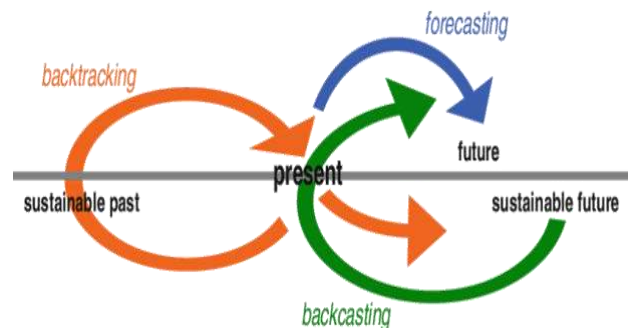 forecasting
backtracking
future
present
sustainable past
sustainable future
backcasting